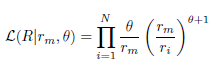 $$\mathcal{L}(R|r_m, \theta) = \prod_{i=1}^{N} \frac{\theta}{r_m} \left( \frac{r_m}{r_i} \right)^{\theta+1}$$